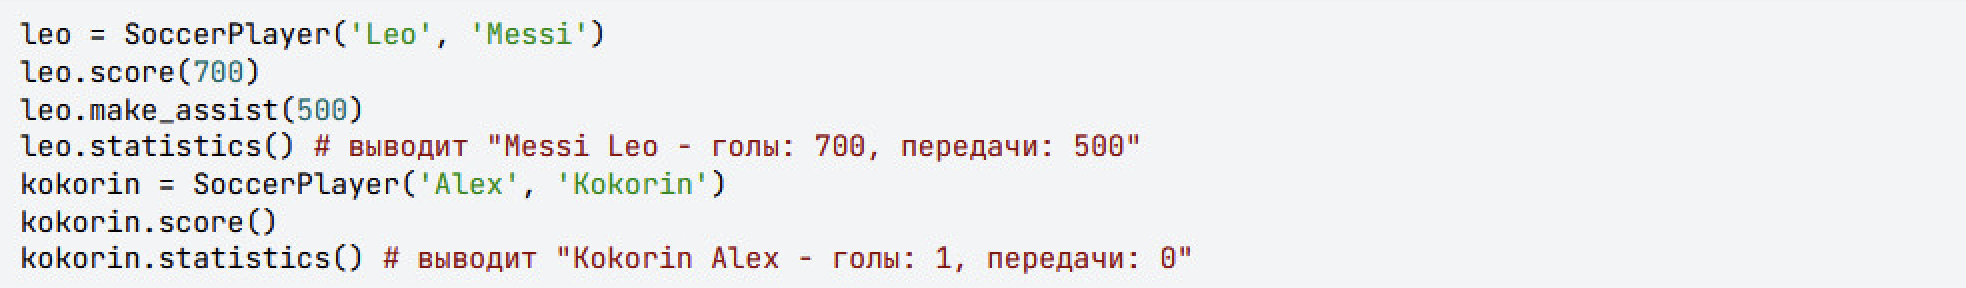 leo = SoccerPlayer('Leo', 'Messi')
leo.score(700)
leo.make_assist(500)
leo.statistics() # выводит "Messi Leo - голы: 700, передачи: 500"
kokorin = SoccerPlayer('Alex', 'Kokorin')
kokorin.score()
kokorin.statistics() # выводит "Kokorin Alex - голы: 1, передачи: 0"